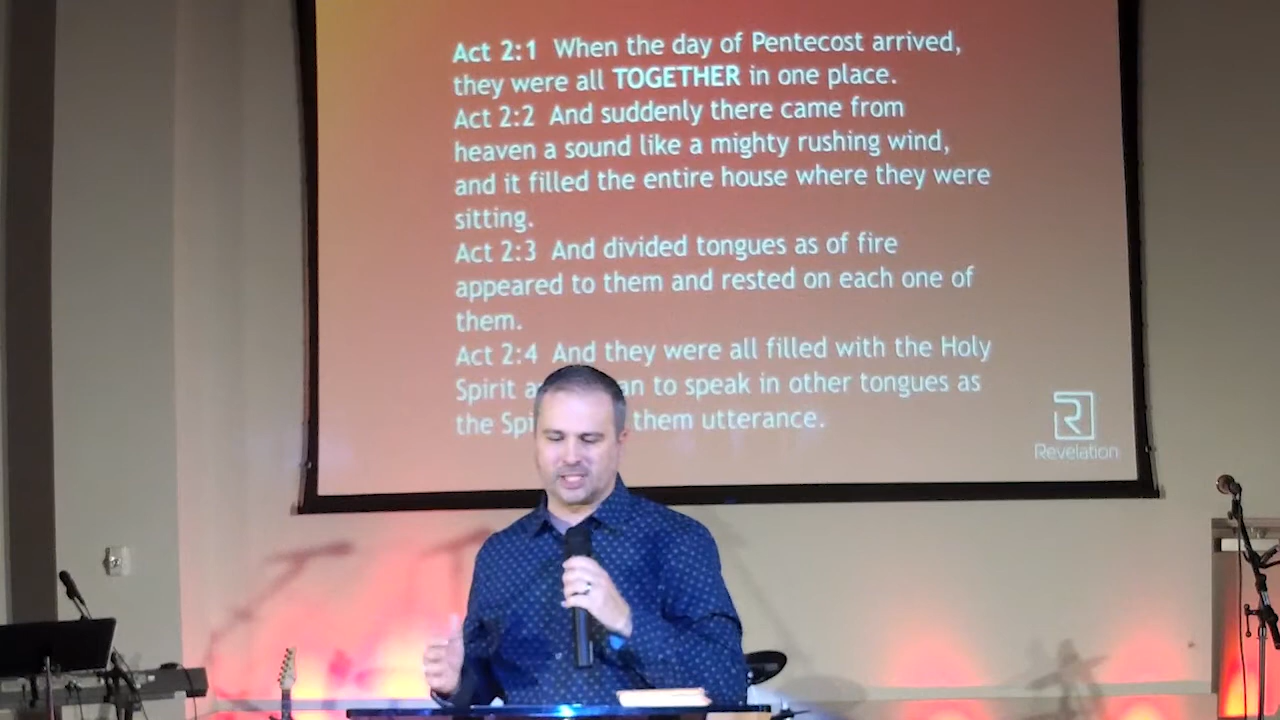 Act 2:1 When the day of Pentecost arrived,
they were all TOGETHER in one place.
Act 2:2 And suddenly there came from
heaven a sound like a mighty rushing wind,
and it filled the entire house where they were
sitting.
Act 2:3 And divided tongues as of fire
appeared to them and rested on each one of
them.
Act 2:4 And they were all filled with the Holy
Spirit to speak in other tongues as
the them utterance.
R
Revelation